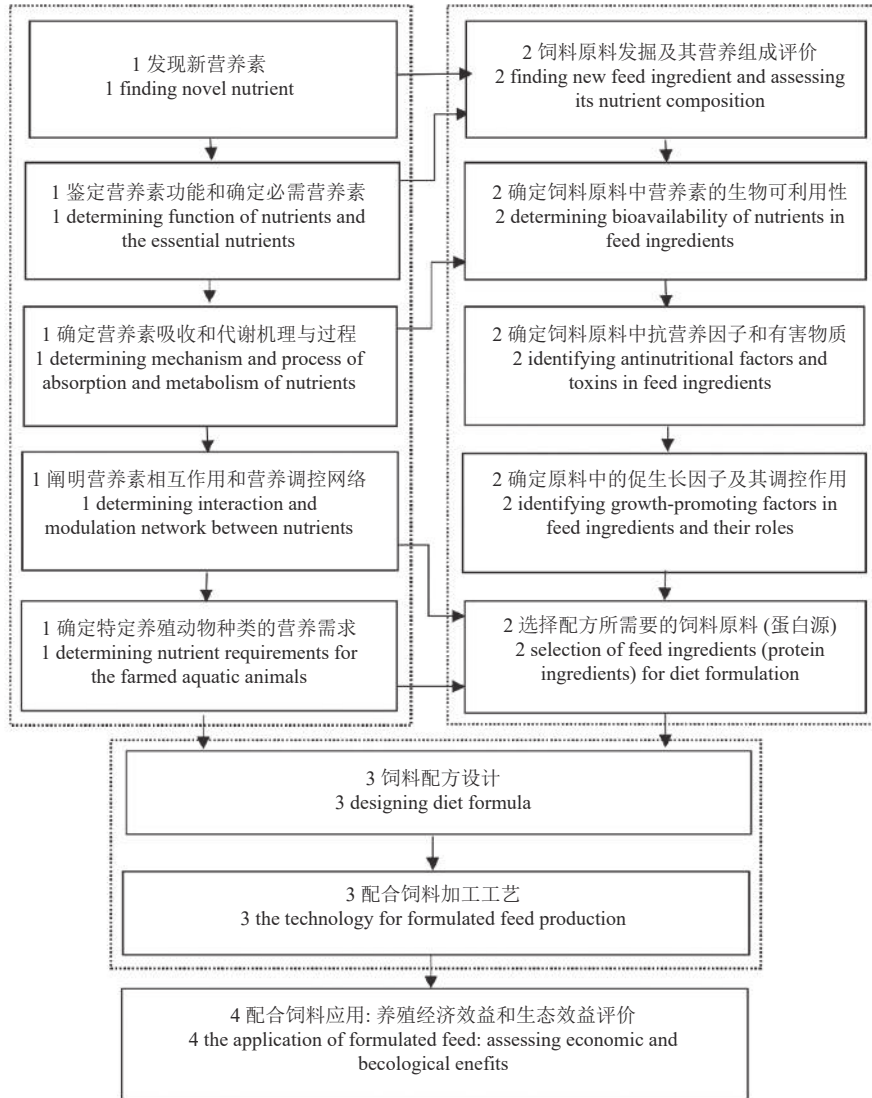 1 发现新营养素
1 finding novel nutrient
1 鉴定营养素功能和确定必需营养素
1 determining function of nutrients and
the essential nutrients
1 确定营养素吸收和代谢机理与过程
1 determining mechanism and process of
absorption and metabolism of nutrients
1 阐明营养素相互作用和营养调控网络
1 determining interaction and
modulation network between nutrients
1 确定特定养殖动物种类的营养需求
1 determining nutrient requirements for
the farmed aquatic animals
2 饲料原料发掘及其营养组成评价
2 finding new feed ingredient and assessing
its nutrient composition
2 确定饲料原料中营养素的生物可利用性
2 determining bioavailability of nutrients in
feed ingredients
2 确定饲料原料中抗营养因子和有害物质
2 identifying antinutritional factors and
toxins in feed ingredients
2 确定原料中的促生长因子及其调控作用
2 identifying growth-promoting factors in
feed ingredients and their roles
2 选择配方所需要的饲料原料 (蛋白源)
2 selection of feed ingredients (protein
ingredients) for diet formulation
3 饲料配方设计
3 designing diet formula
3 配合饲料加工工艺
3 the technology for formulated feed production
4 配合饲料应用: 养殖经济效益和生态效益评价
4 the application of formulated feed: assessing economic and
becological enefits